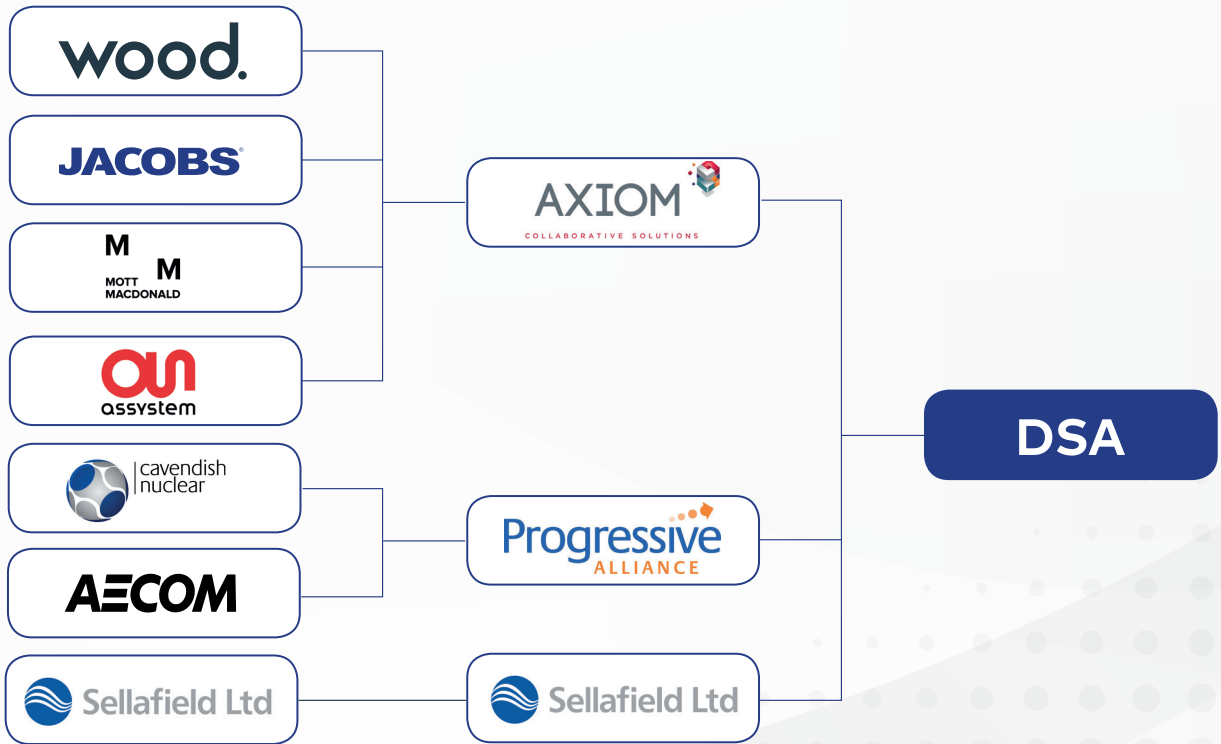 wood.
JACOBS®
M
M
MOTT
MACDONALD
assystem
cavendish
nuclear
AECOM
Sellafield Ltd
AXIOM
COLLABORATIVE SOLUTIONS
Progressive
ALLIANCE
Sellafield Ltd
DSA